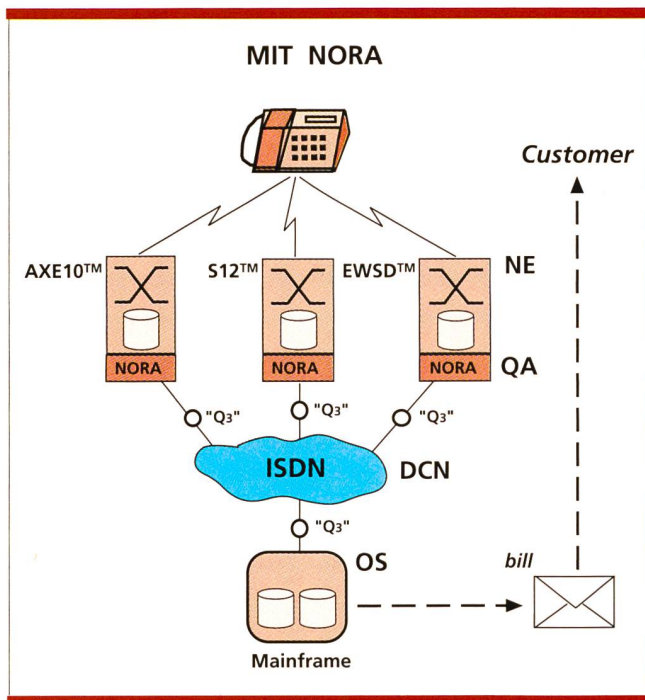 MIT NORA
Customer
AXE10™
S12™
EWSD™
NE
NORA
NORA
NORA
QA
"Q3"
"Q3"
"Q3"
ISDN
DCN
"Q3"
OS
bill
Mainframe